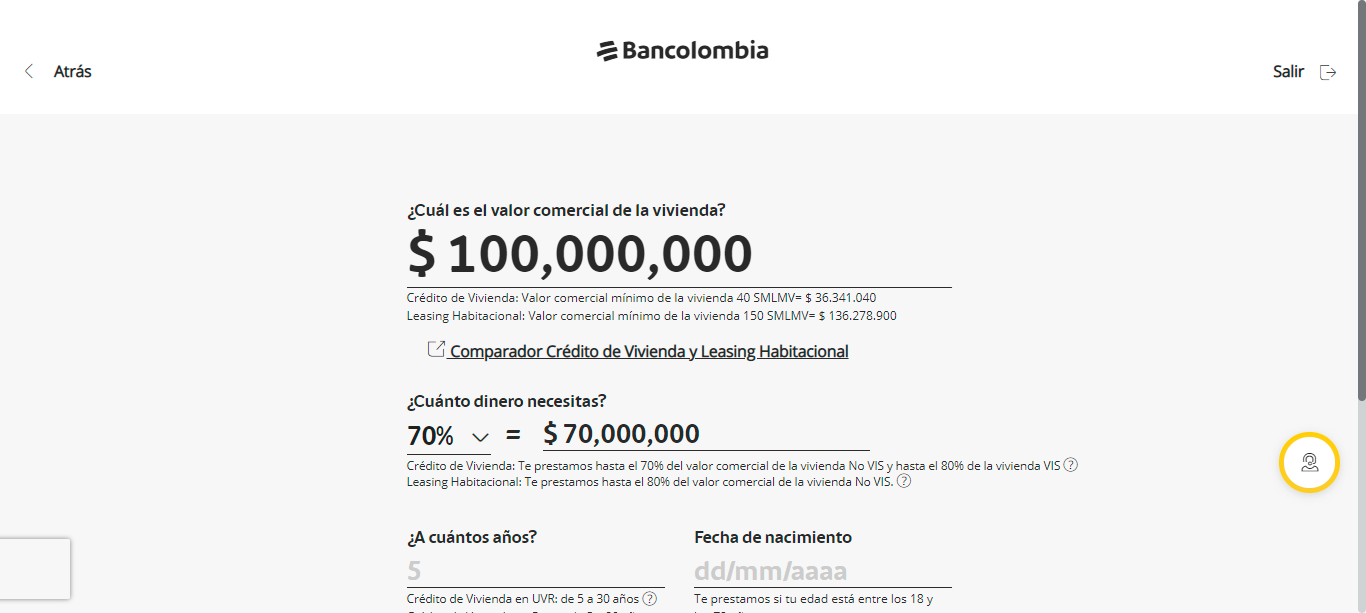 Bancolombia
Atrás
Salir
¿Cuál es el valor comercial de la vivienda?
$ 100,000,000
Crédito de Vivienda: Valor comercial mínimo de la vivienda 40 SMLMV= $ 36.341.040
Leasing Habitacional: Valor comercial mínimo de la vivienda 150 SMLMV= $ 136.278.900
Comparador Crédito de Vivienda y Leasing Habitacional
¿Cuánto dinero necesitas?
70% = $ 70,000,000
Crédito de Vivienda: Te prestamos hasta el 70% del valor comercial de la vivienda No VIS y hasta el 80% de la vivienda VIS ?
Leasing Habitacional: Te prestamos hasta el 80% del valor comercial de la vivienda No VIS. ?
¿A cuántos años? Fecha de nacimiento
5 dd/mm/aaaa
Crédito de Vivienda en UVR: de 5 a 30 años ? Te prestamos si tu edad está entre los 18 y